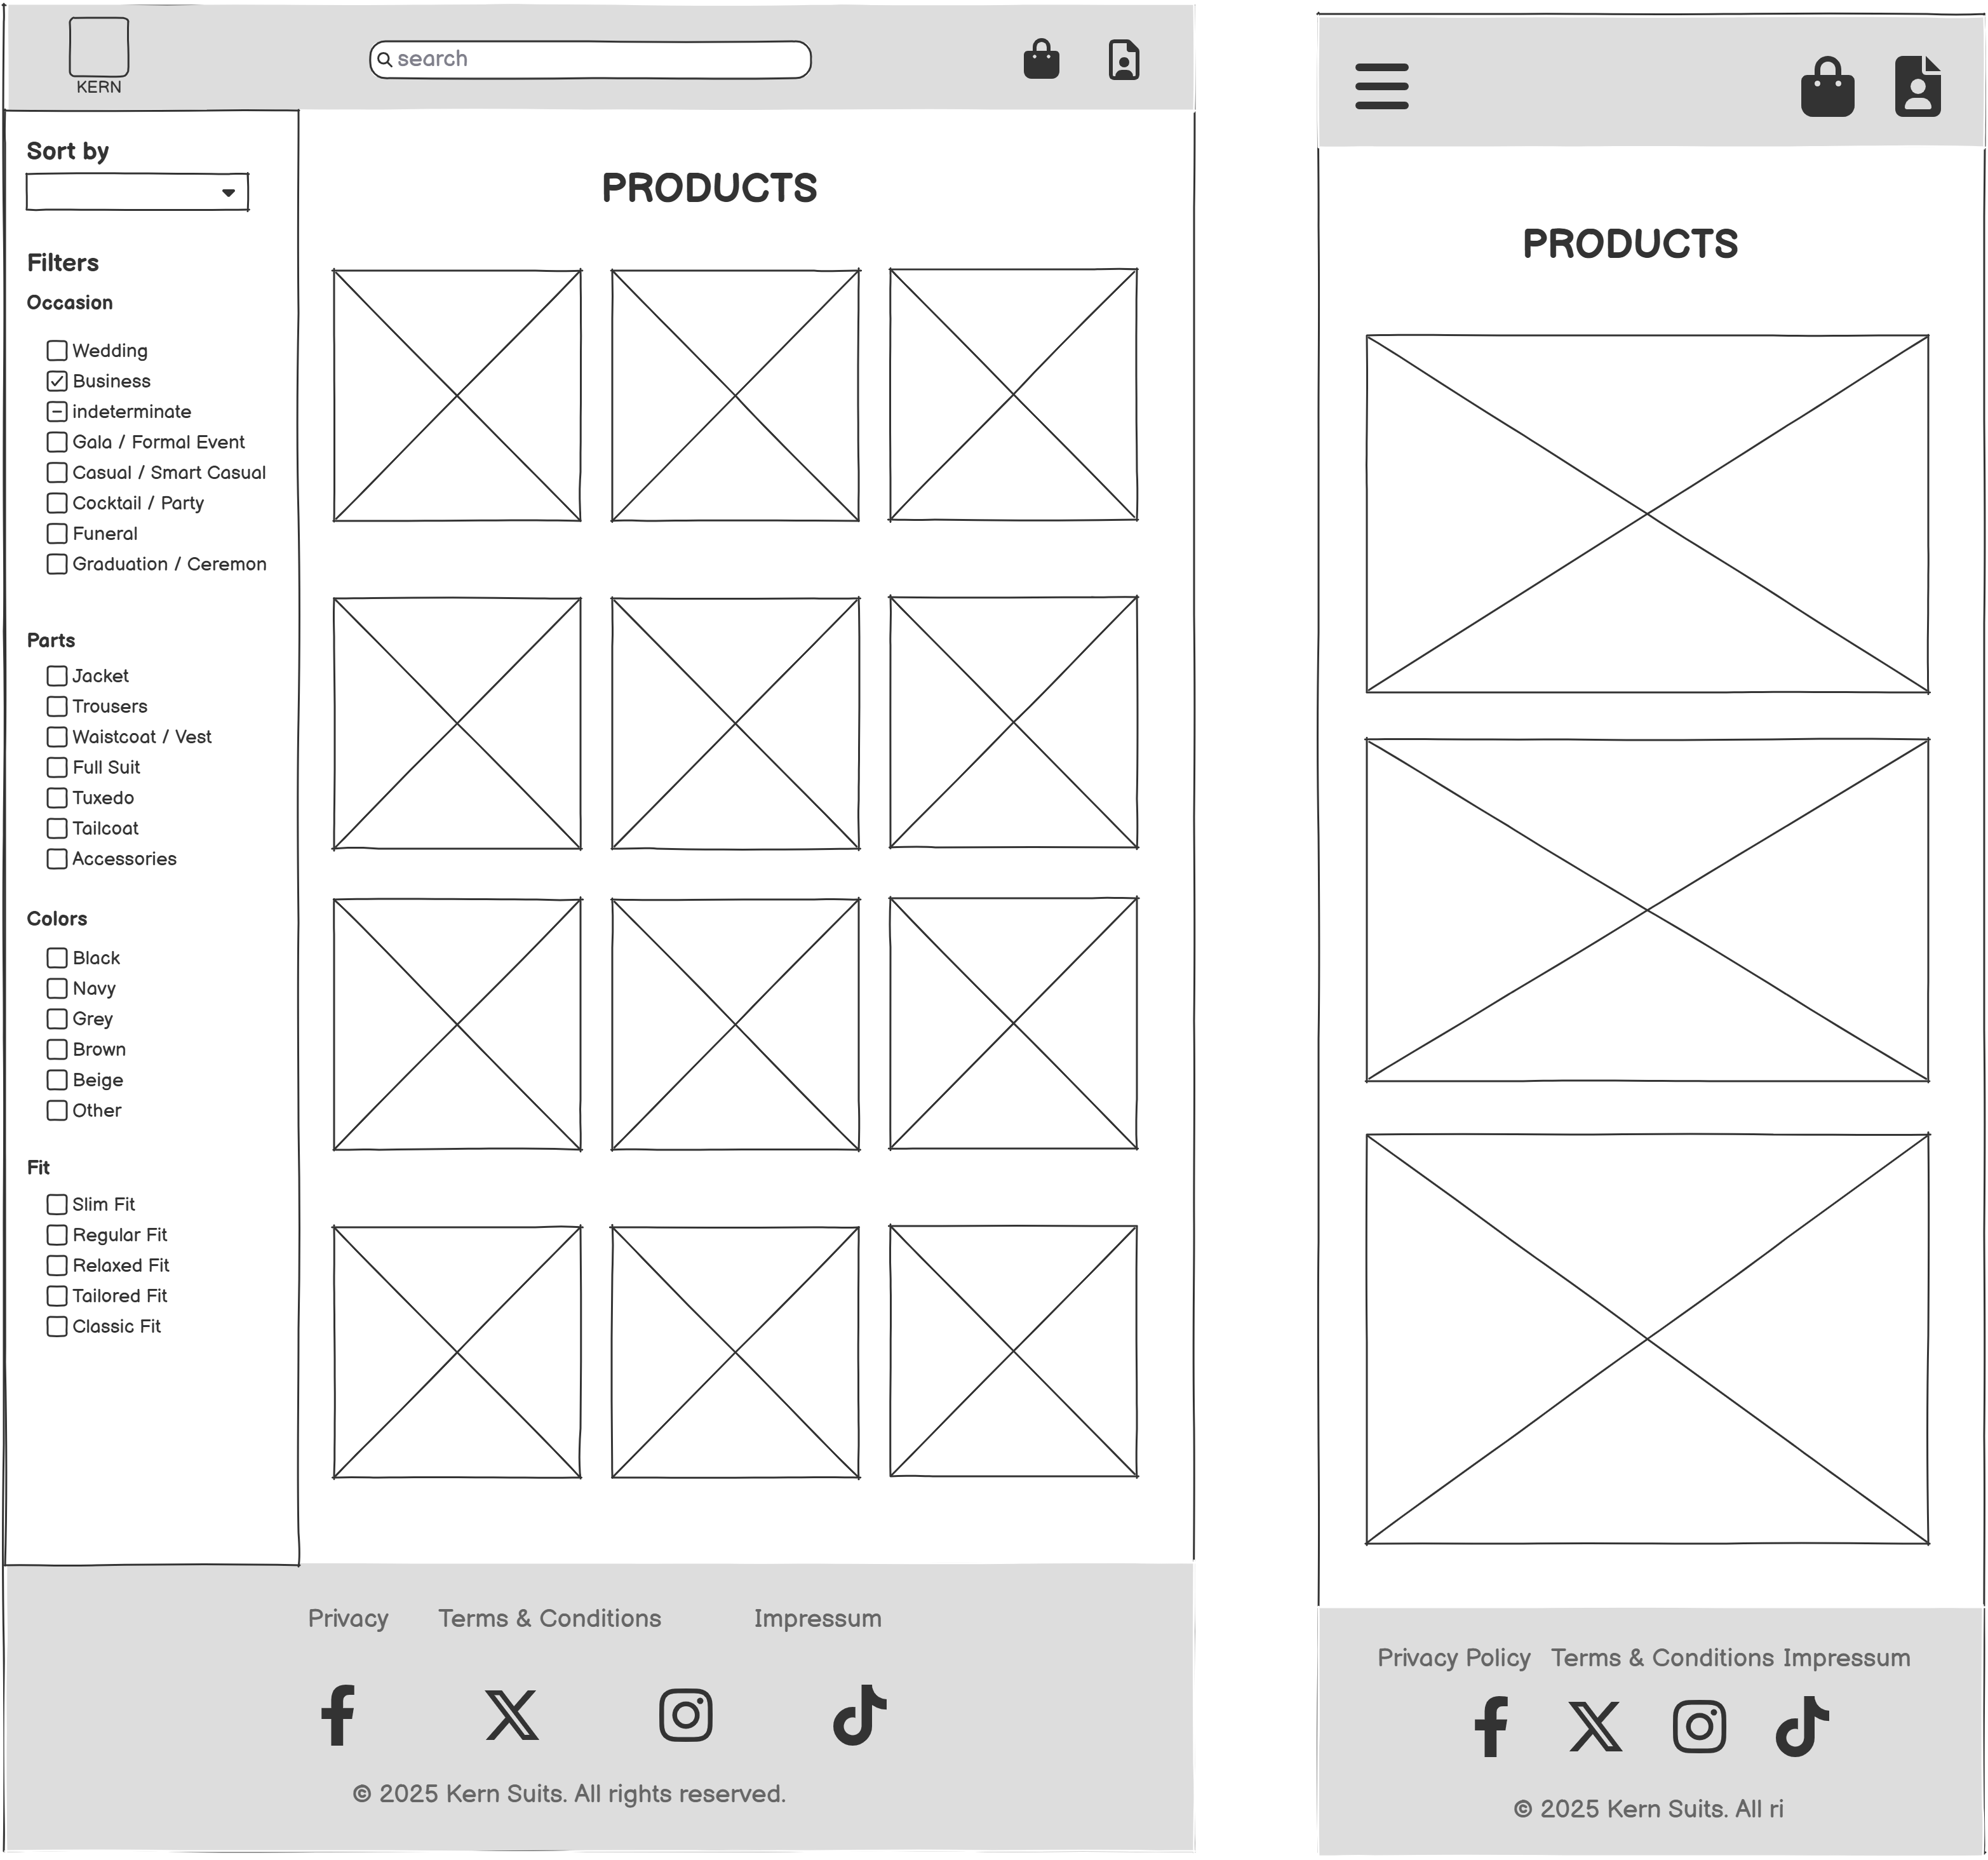 KERN
search
Sort by
Filters
Occasion
Wedding
Business
indeterminate
Gala / Formal Event
Casual / Smart Casual
Cocktail / Party
Funeral
Graduation / Ceremon
Parts
Jacket
Trousers
Waistcoat / Vest
Full Suit
Tuxedo
Tailcoat
Accessories
Colors
Black
Navy
Grey
Brown
Beige
Other
Fit
Slim Fit
Regular Fit
Relaxed Fit
Tailored Fit
Classic Fit
PRODUCTS
Privacy Terms & Conditions Impressum
© 2025 Kern Suits. All rights reserved.
PRODUCTS
Privacy Policy Terms & Conditions Impressum
© 2025 Kern Suits. All ri